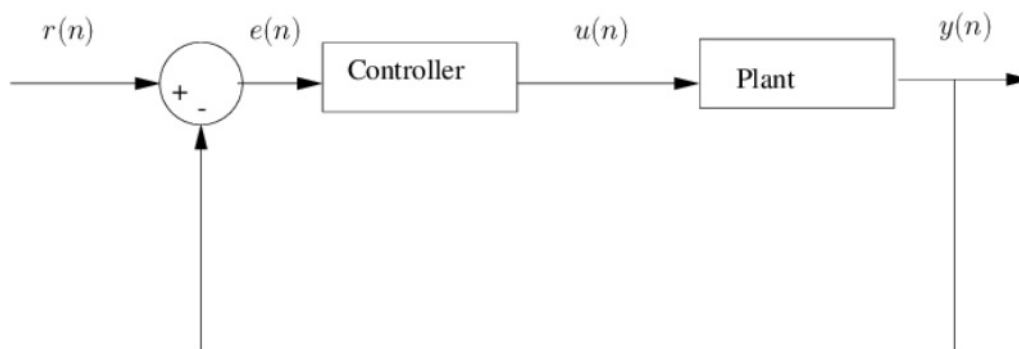 r(n)
e(n)
u(n)
y(n)
+
-
Controller
Plant